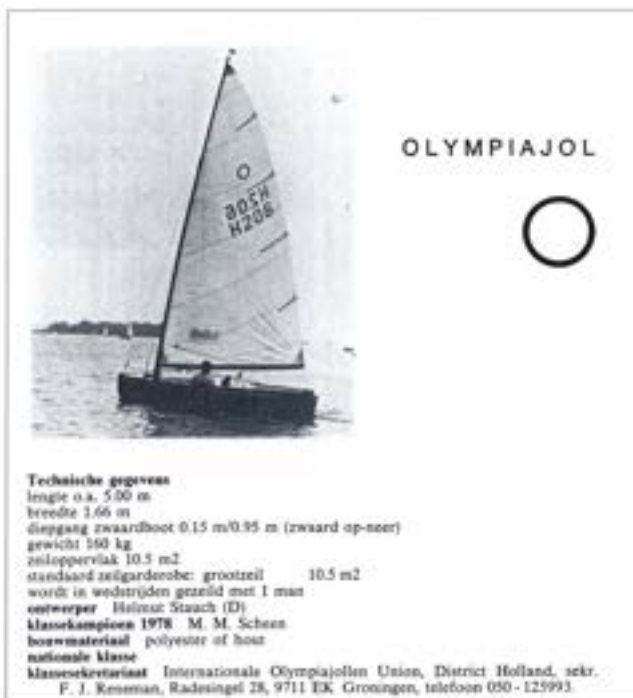 OLYMPIAJOL
O
H206
H206
Technische gegevens
lengte o.a. 5.00 m
breedte 1.66 m
diepgang zwaardboot 0.15 m/0.95 m (zwaard op-neer)
gewicht 160 kg
zeiloppervlak 10.5 m2
standaard zeilgarderobe: grootzeil 10.5 m2
wordt in wedstrijden gezeild met 1 man
ontwerper Helmut Stauch (D)
klassekampioen 1978 M. M. Scheen
bouwmateriaal polyester of hout
nationale klasse
klassesekretariaat Internationale Olympiajollen Union, District Holland, sekr.
F. J. Reneman, Radesingel 28, 9711 EK Groningen, telefoon 050 - 125993